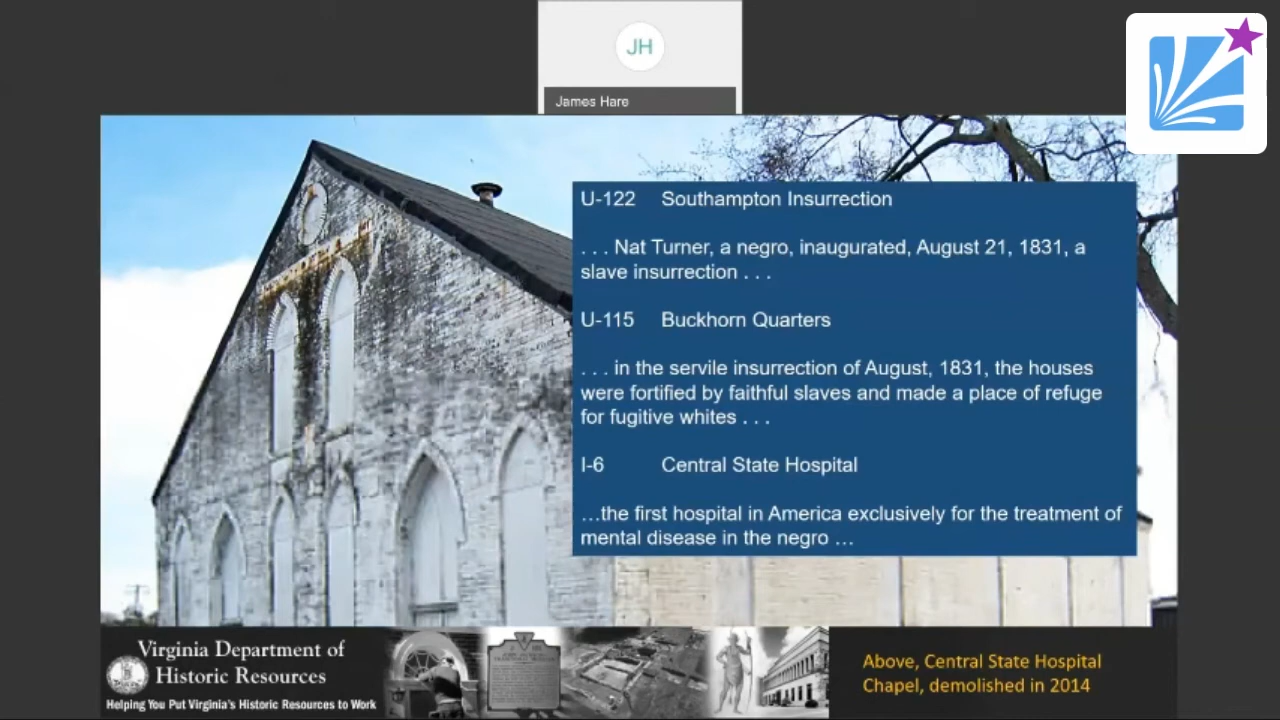 JH
James Hare
U-122 Southampton Insurrection
. . . Nat Turner, a negro, inaugurated, August 21, 1831, a
slave insurrection . . .
U-115 Buckhorn Quarters
. . . in the servile insurrection of August, 1831, the houses
were fortified by faithful slaves and made a place of refuge
for fugitive whites . . .
I-6 Central State Hospital
…the first hospital in America exclusively for the treatment of
mental disease in the negro …
Virginia Department of
Historic Resources
Helping You Put Virginia's Historic Resources to Work
Above, Central State Hospital
Chapel, demolished in 2014